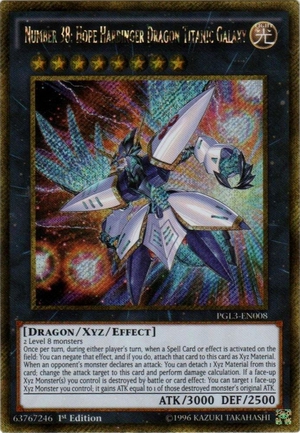 Number 38: Hope Harbinger Dragon Titanic Galaxy
光
PGL3-EN008
[Dragon/Xyz/Effect]
2 Level 8 monsters
Once per turn, during either player's turn, when a Spell Card or effect is activated on the
field: You can negate that effect, and if you do, attach that card to this card as Xyz Material.
When an opponent's monster declares an attack: You can detach 1 Xyz Material from this
card; change the attack target to this card and perform damage calculation. If a face-up
Xyz Monster(s) you control is destroyed by battle or card effect: You can target 1 face-up
Xyz Monster you control; it gains ATK equal to 1 of those destroyed monster's original ATK.
ATK/3000 DEF/2500
63767246 1st Edition ©1996 KAZUKI TAKAHASHI